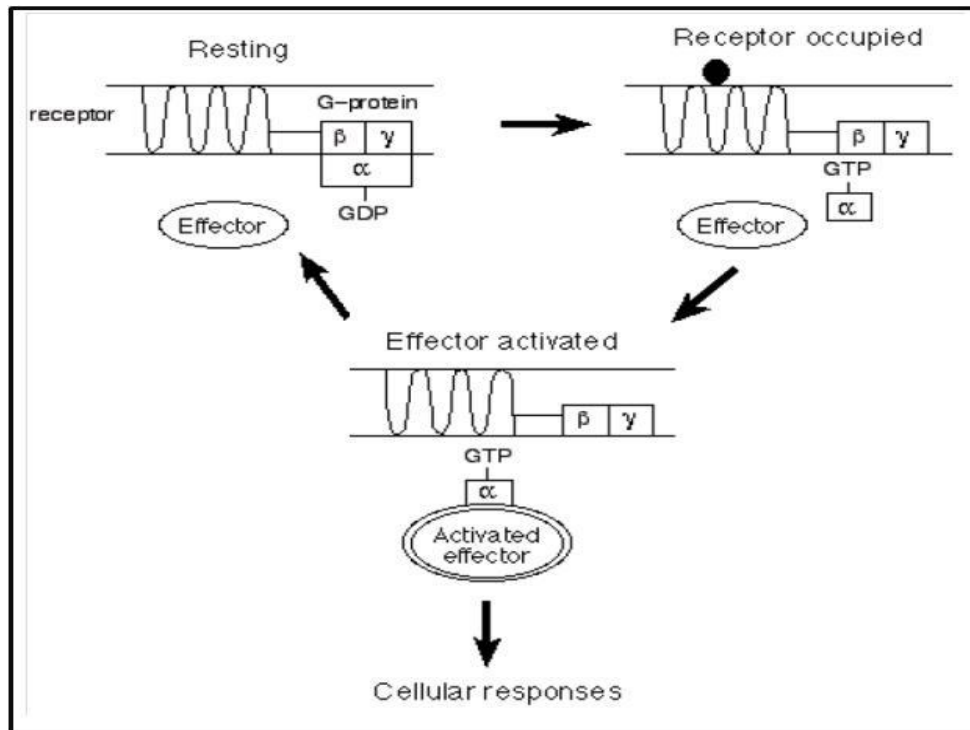 Resting
receptor
G-protein
β γ
α
GDP
Effector
Receptor occupied
β γ
GTP
α
Effector
Effector activated
β γ
GTP
α
Activated
effector
Cellular responses